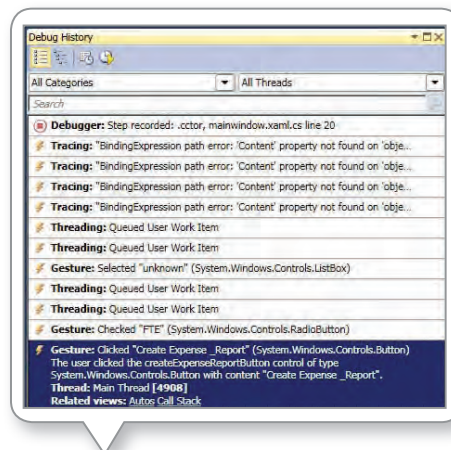 Debug History
All Categories
All Threads
Search
Debugger: Step recorded: .cctor, mainwindow.xaml.cs line 20
Tracing: "BindingExpression path error: 'Content' property not found on 'obje...
Tracing: "BindingExpression path error: 'Content' property not found on 'obje...
Tracing: "BindingExpression path error: 'Content' property not found on 'obje...
Tracing: "BindingExpression path error: 'Content' property not found on 'obje...
Threading: Queued User Work Item
Threading: Queued User Work Item
Gesture: Selected "unknown" (System.Windows.Controls.ListBox)
Threading: Queued User Work Item
Threading: Queued User Work Item
Gesture: Checked "FTE" (System.Windows.Controls.RadioButton)
Gesture: Clicked "Create Expense _Report" (System.Windows.Controls.Button)
The user clicked the createExpenseReportButton control of type
System.Windows.Controls.Button with content "Create Expense _Report".
Thread: Main Thread [4908]
Related views: Autos Call Stack